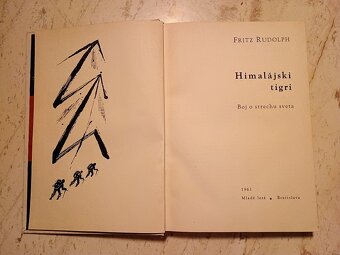 FRITZ RUDOLPH
Himalájski
tigri
Boj o strechu sveta
1961
Mladé letá • Bratislava